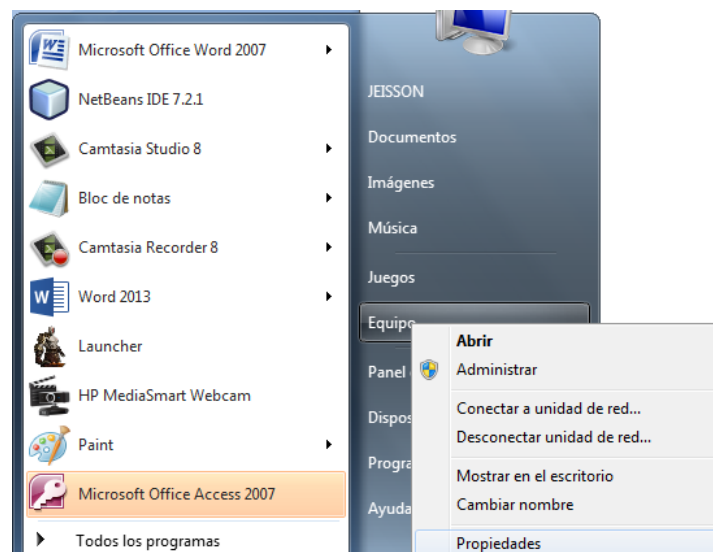 Microsoft Office Word 2007
NetBeans IDE 7.2.1
Camtasia Studio 8
Bloc de notas
Camtasia Recorder 8
Word 2013
Launcher
HP MediaSmart Webcam
Paint
Microsoft Office Access 2007
Todos los programas
JEISSON
Documentos
Imágenes
Música
Juegos
Equipo
Panel
Abrir
Administrar
Conectar a unidad de red...
Desconectar unidad de red...
Mostrar en el escritorio
Cambiar nombre
Propiedades